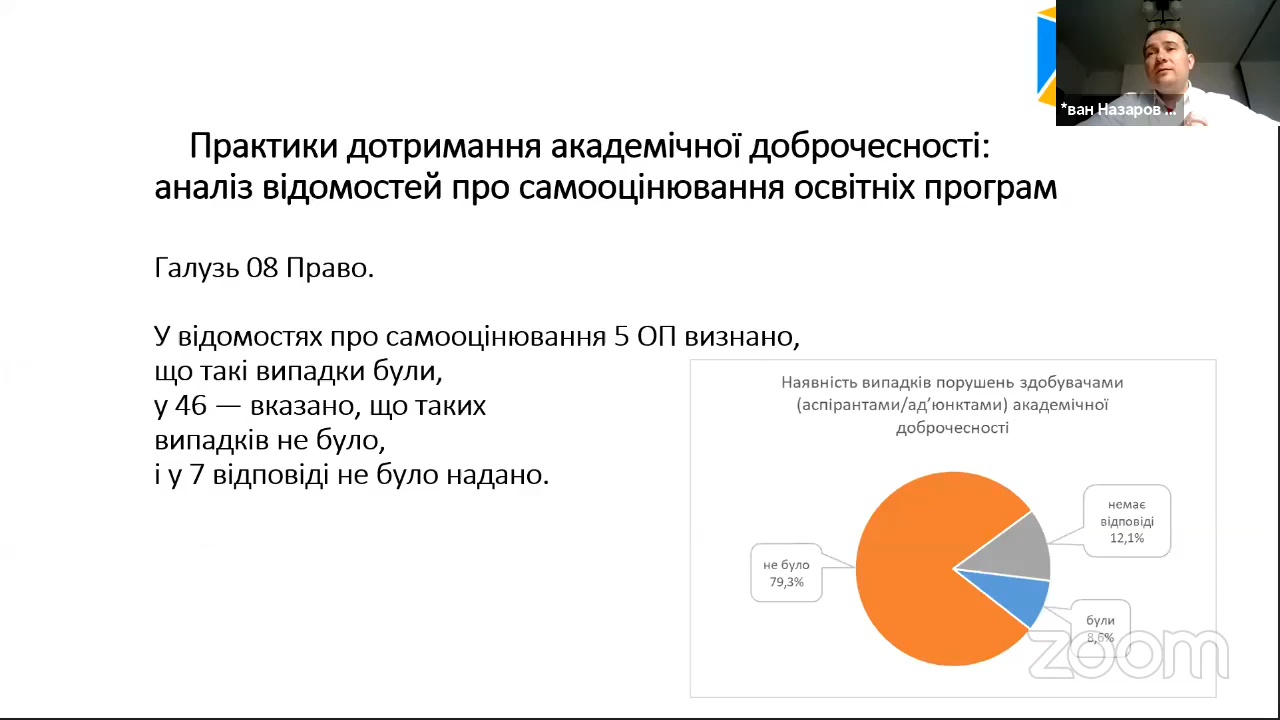 *ван Назаров ...
Практики дотримання академічної доброчесності:
аналіз відомостей про самооцінювання освітніх програм
Галузь 08 Право.
У відомостях про самооцінювання 5 ОП визнано,
що такі випадки були,
у 46 — вказано, що таких
випадків не було,
і у 7 відповіді не було надано.
Наявність випадків порушень здобувачами
(аспірантами/ад’юнктами) академічної
доброчесності
немає
відповіді
12,1%
не було
79,3%
були
8,6%
zoom